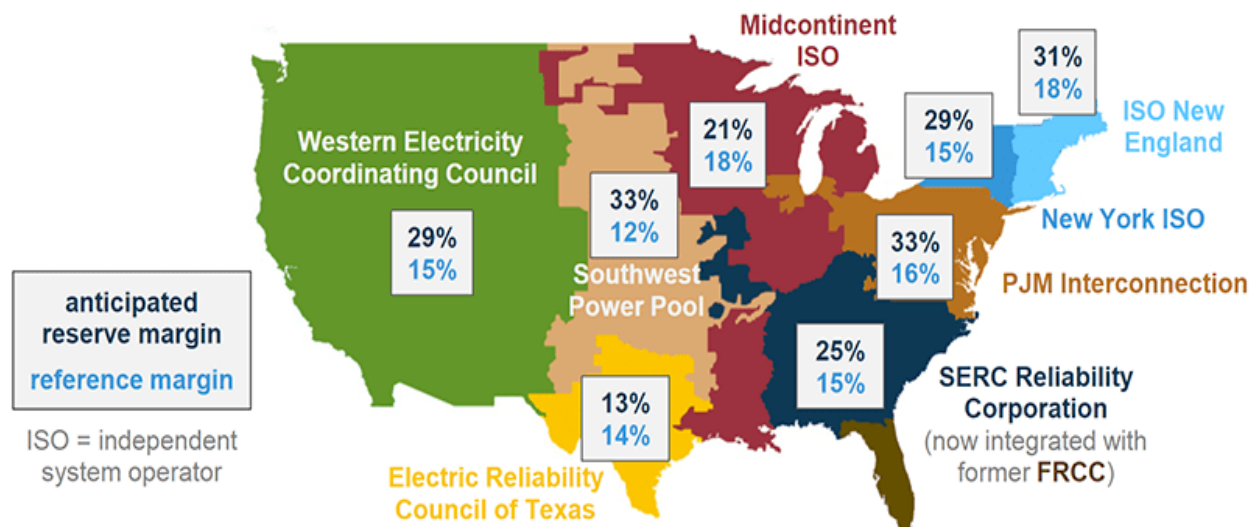 Midcontinent
ISO
31%
18%
ISO New
England
29%
15%
New York ISO
21%
18%
Western Electricity
Coordinating Council
29%
15%
33%
12%
Southwest
Power Pool
33%
16%
PJM Interconnection
anticipated
reserve margin
reference margin
ISO = independent
system operator
25%
15%
SERC Reliability
Corporation
(now integrated with
former FRCC)
13%
14%
Electric Reliability
Council of Texas